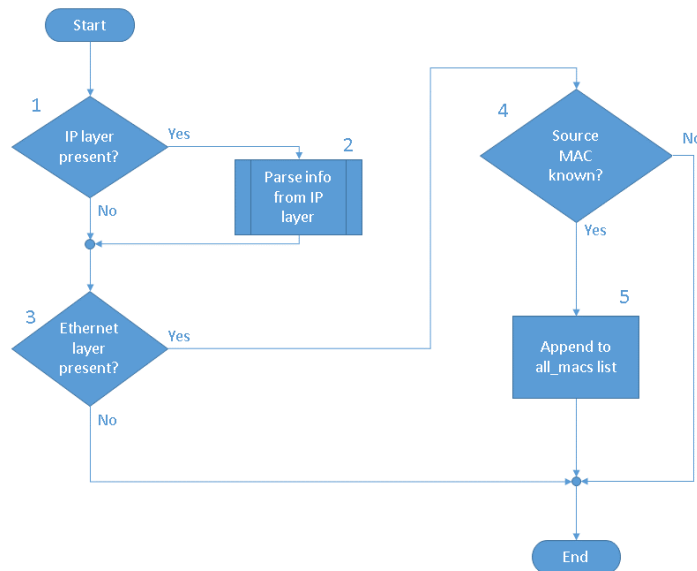 Start
1
IP layer
present?
Yes
No
2
Parse info
from IP
layer
3
Ethernet
layer
present?
Yes
No
4
Source
MAC
known?
No
Yes
5
Append to
all_macs list
End